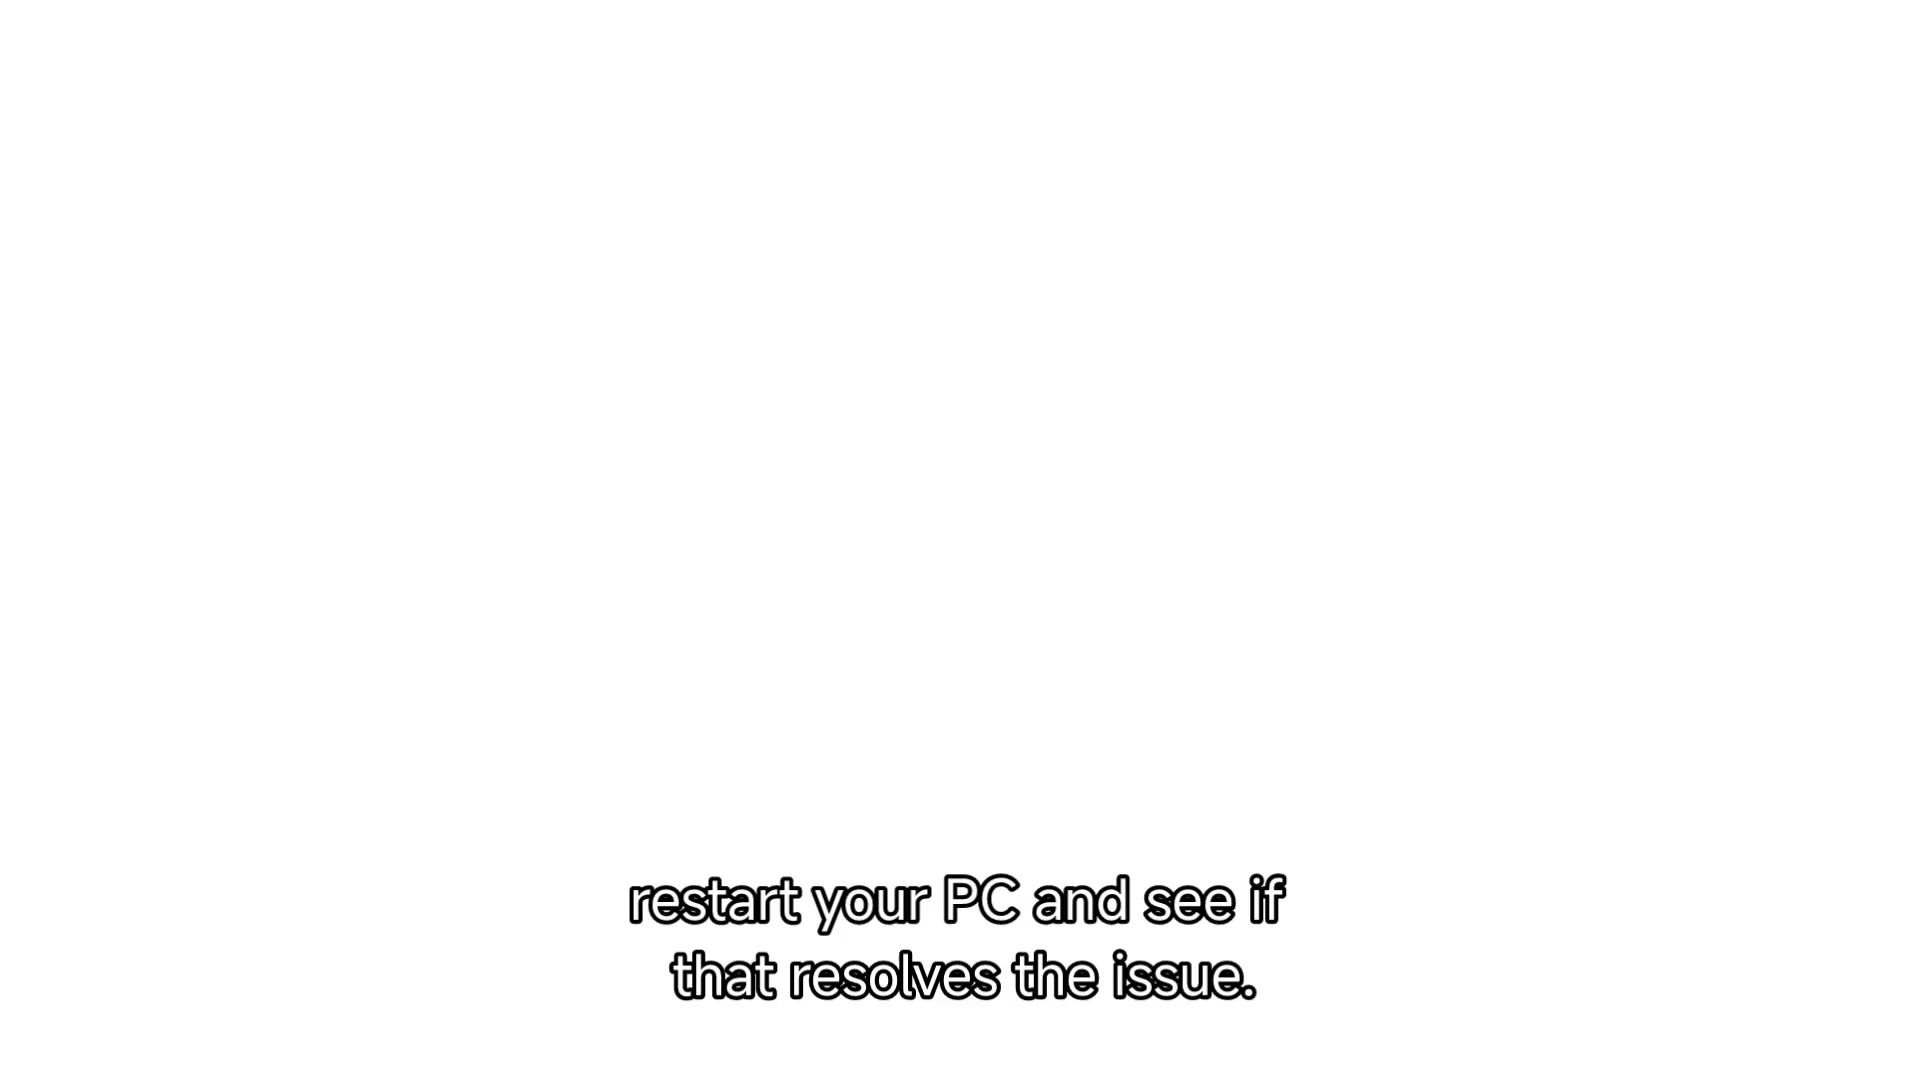 restart your PC and see if
that resolves the issue.